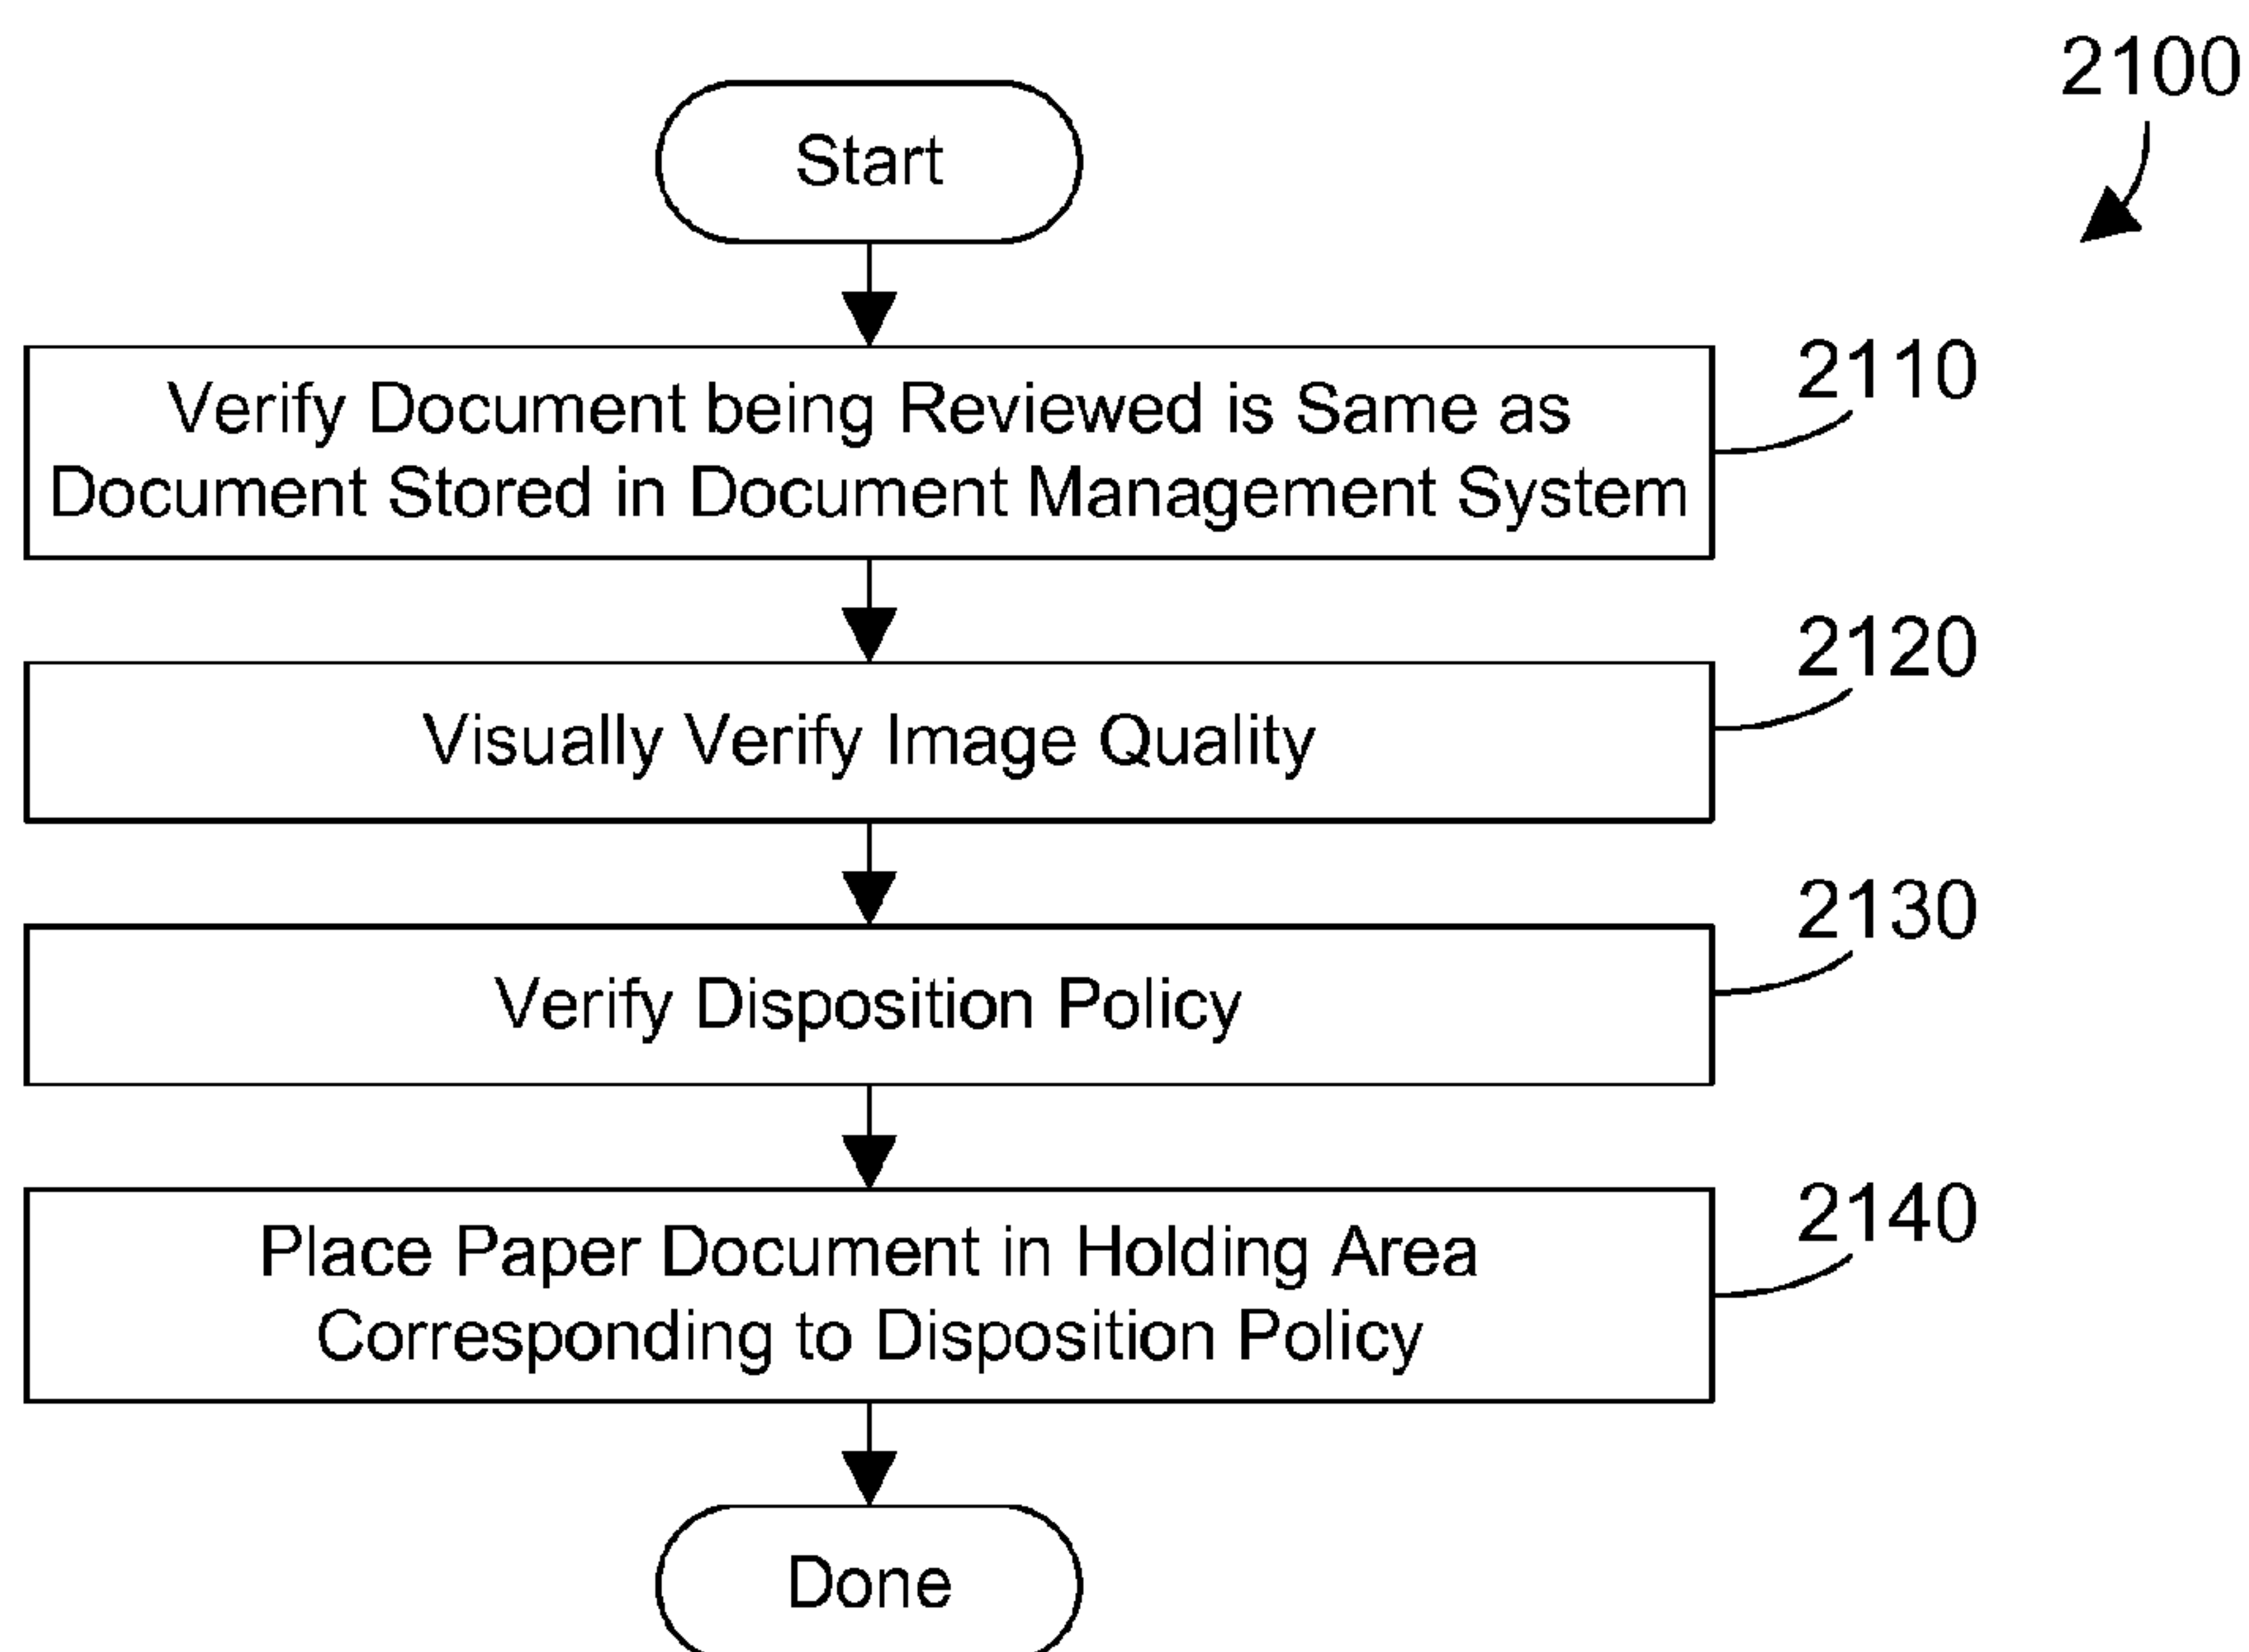 2100
Start
Verify Document being Reviewed is Same as
Document Stored in Document Management System
2110
Visually Verify Image Quality
2120
Verify Disposition Policy
2130
Place Paper Document in Holding Area
Corresponding to Disposition Policy
2140
Done